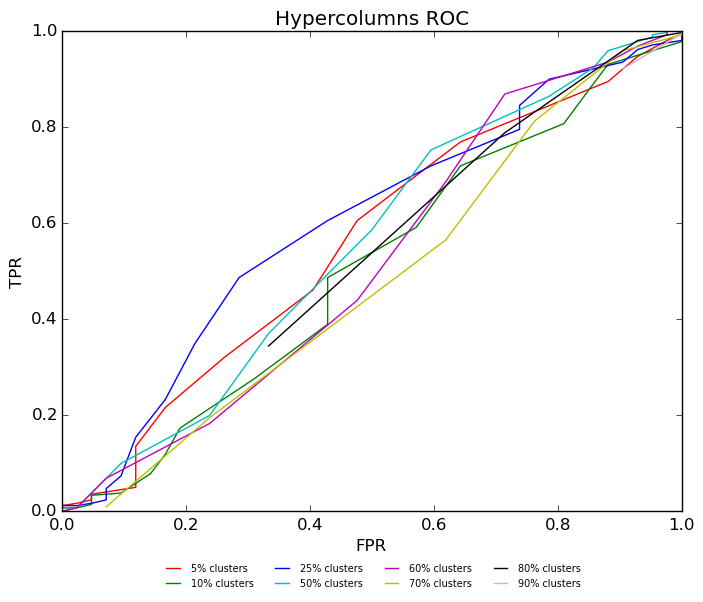 Hypercolumns ROC
1.0
0.8
0.6
0.4
0.2
0.0
TPR
0.0 0.2 0.4 0.6 0.8 1.0
FPR
5% clusters 25% clusters 60% clusters 80% clusters
10% clusters 50% clusters 70% clusters 90% clusters